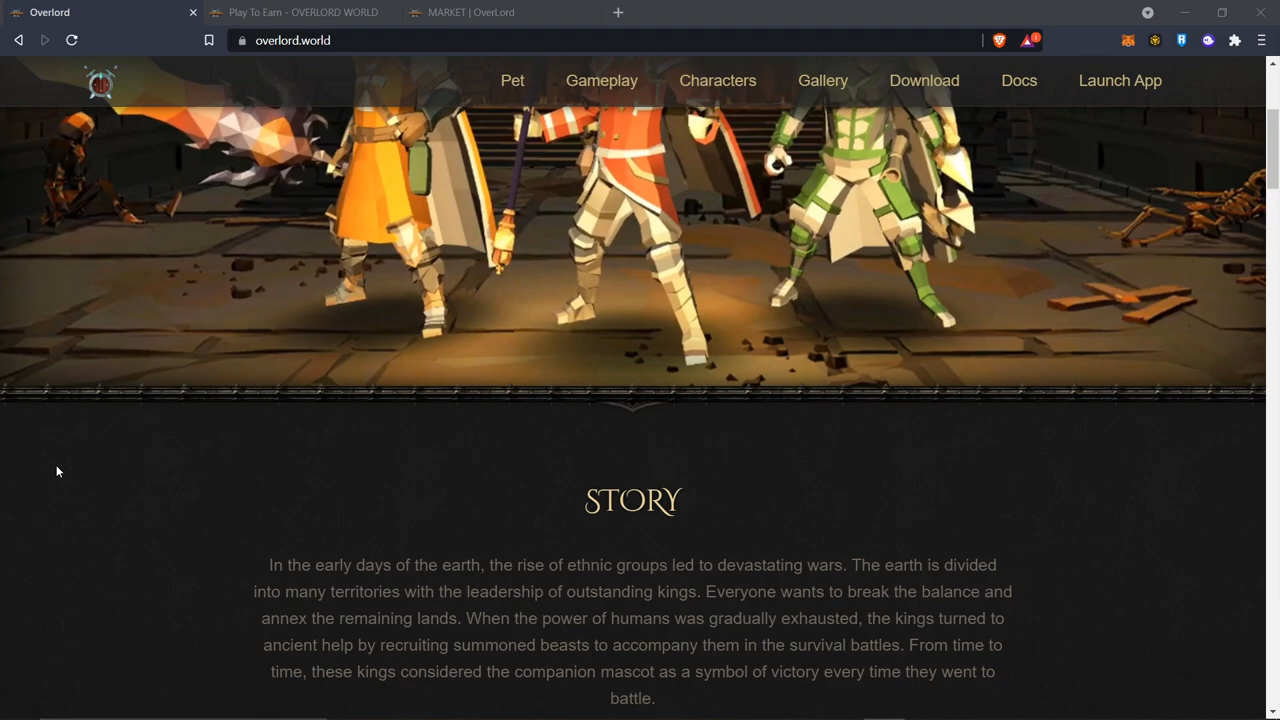 Overlord
Play To Earn - OVERLORD WORLD
MARKET | OverLord
overlord.world
1
Pet
Gameplay
Characters
Gallery
Download
Docs
Launch App
STORY
In the early days of the earth, the rise of ethnic groups led to devastating wars. The earth is divided
into many territories with the leadership of outstanding kings. Everyone wants to break the balance and
annex the remaining lands. When the power of humans was gradually exhausted, the kings turned to
ancient help by recruiting summoned beasts to accompany them in the survival battles. From time to
time, these kings considered the companion mascot as a symbol of victory every time they went to
battle.